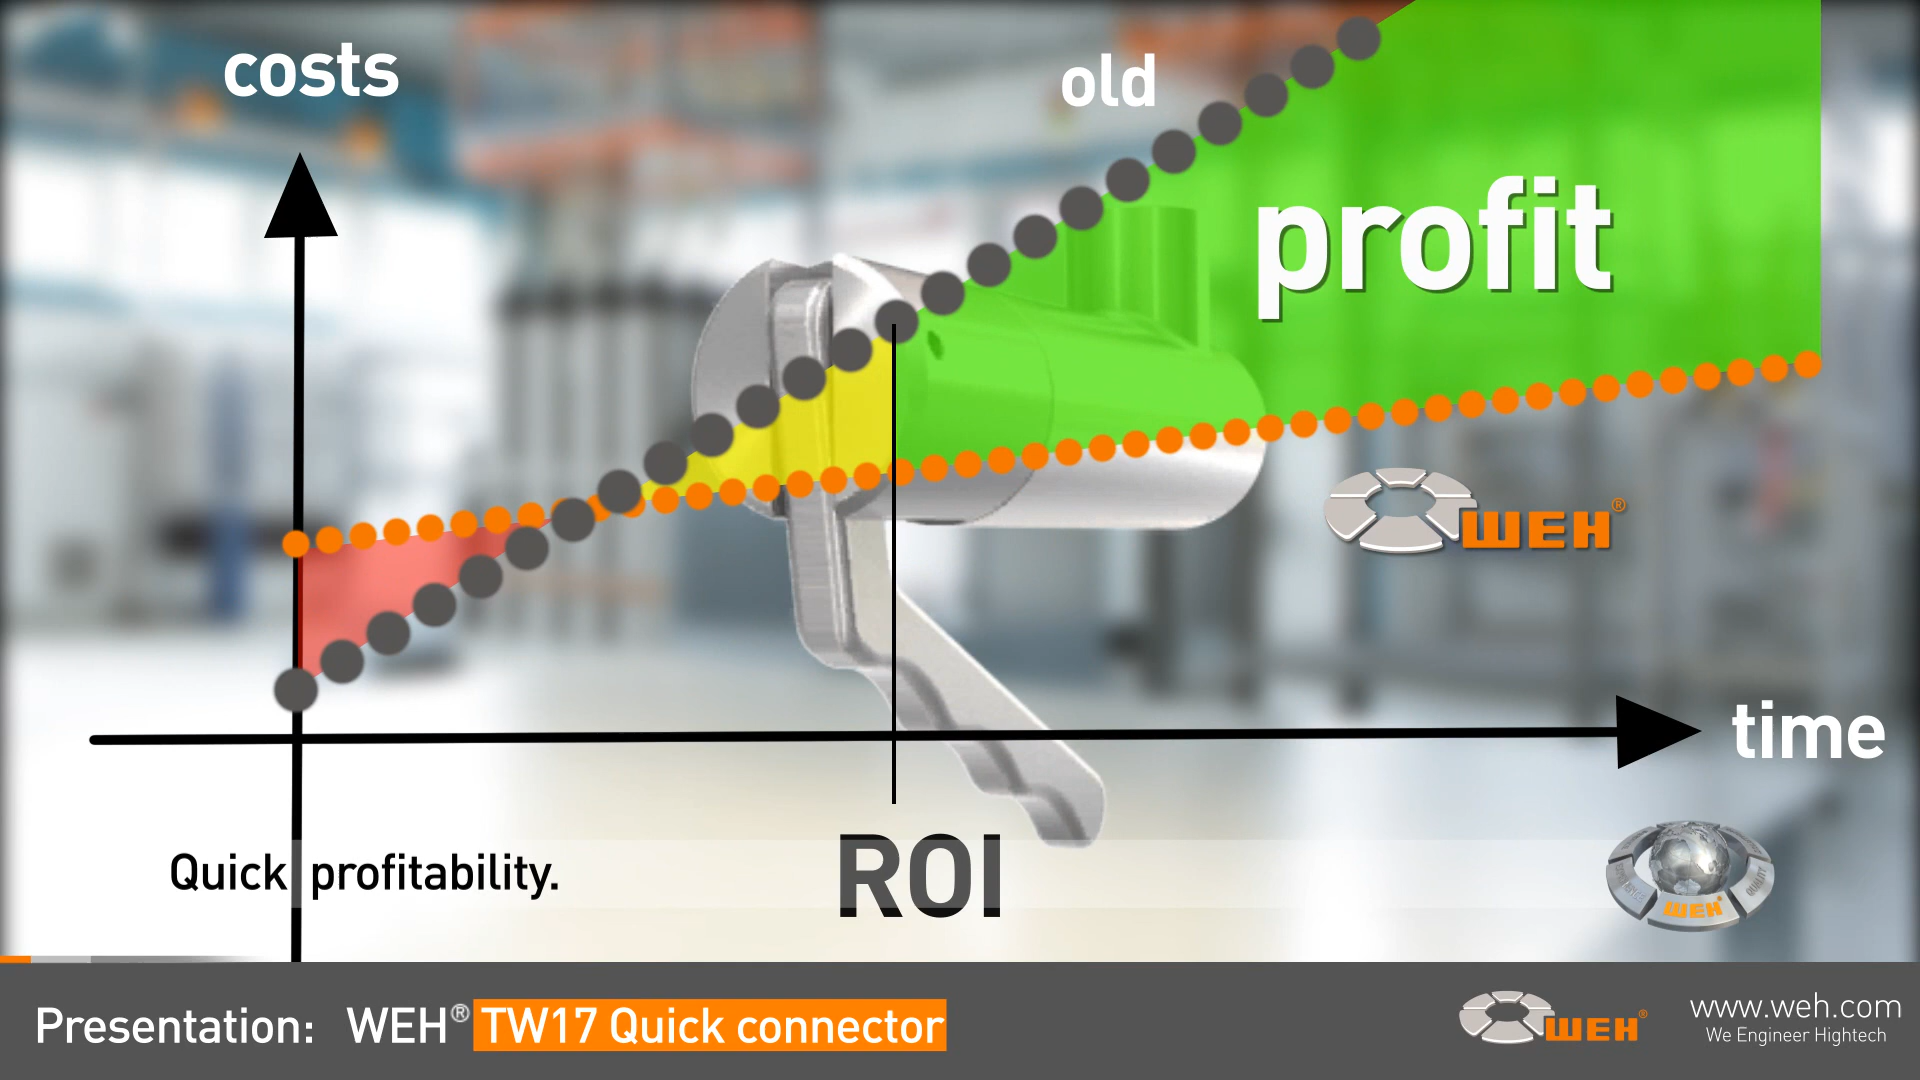 costs
old
profit
WEH®
time
Quick profitability.
ROI
QUALITY
WEH®
Presentation: WEH® TW17 Quick connector
WEH®
www.weh.com
We Engineer Hightech